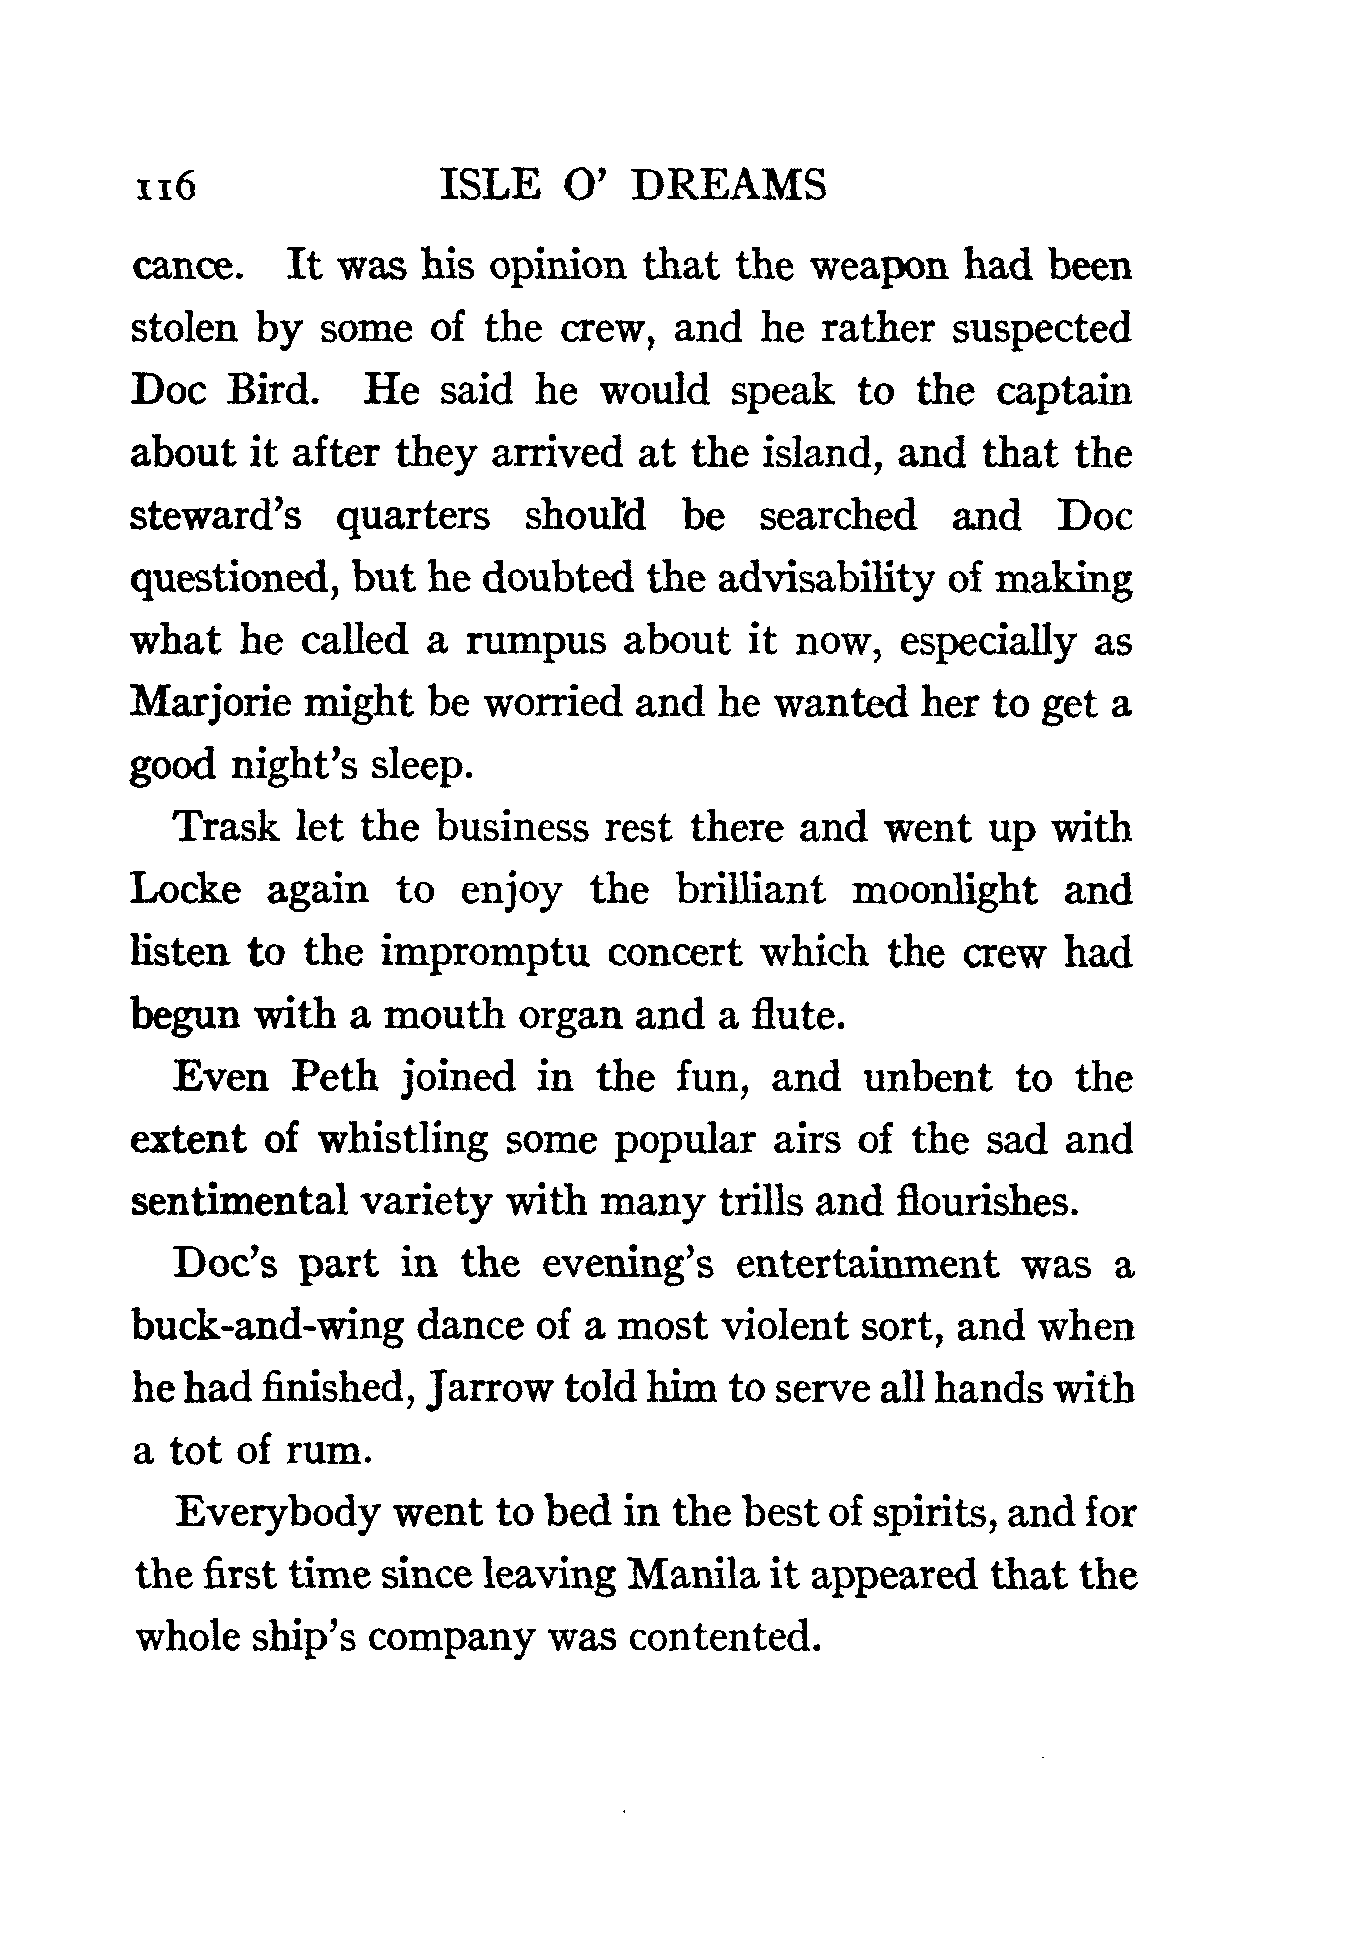 116 ISLE O' DREAMS
cance. It was his opinion that the weapon had been
stolen by some of the crew, and he rather suspected
Doc Bird. He said he would speak to the captain
about it after they arrived at the island, and that the
steward's quarters should be searched and Doc
questioned, but he doubted the advisability of making
what he called a rumpus about it now, especially as
Marjorie might be worried and he wanted her to get a
good night's sleep.
Trask let the business rest there and went up with
Locke again to enjoy the brilliant moonlight and
listen to the impromptu concert which the crew had
begun with a mouth organ and a flute.
Even Peth joined in the fun, and unbent to the
extent of whistling some popular airs of the sad and
sentimental variety with many trills and flourishes.
Doc's part in the evening's entertainment was a
buck-and-wing dance of a most violent sort, and when
he had finished, Jarrow told him to serve all hands with
a tot of rum.
Everybody went to bed in the best of spirits, and for
the first time since leaving Manila it appeared that the
whole ship's company was contented.